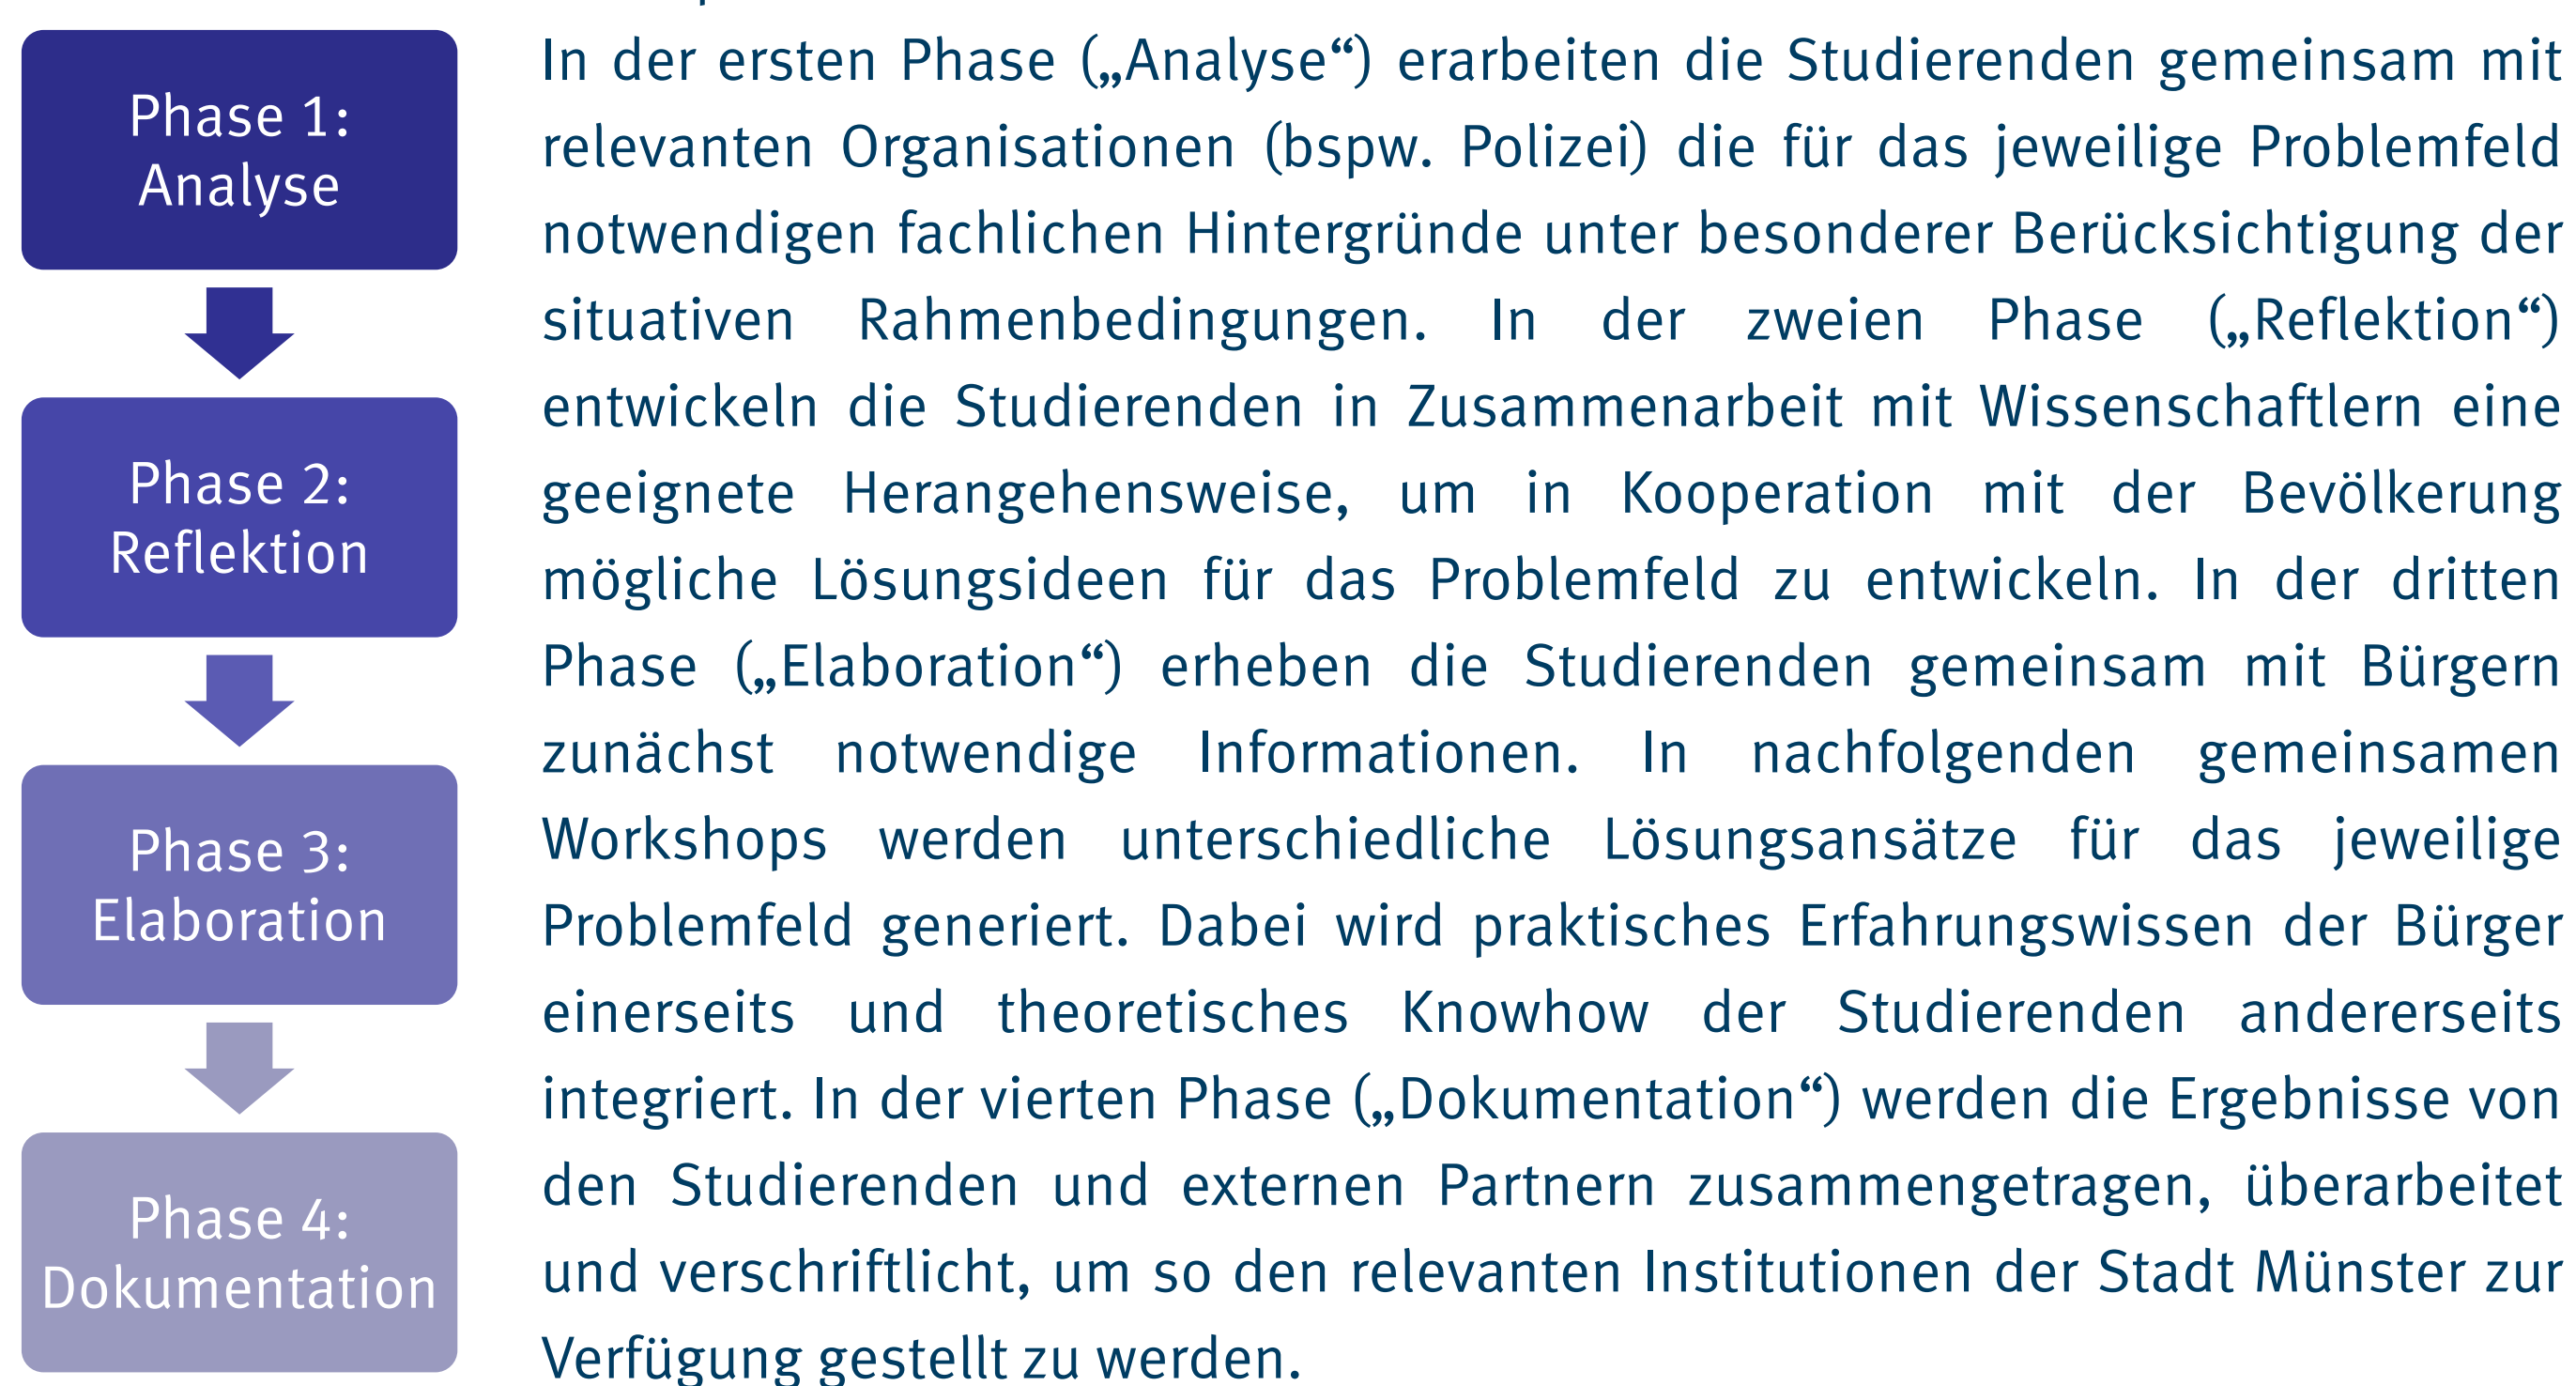 Phase 1:
Analyse
Phase 2:
Reflektion
Phase 3:
Elaboration
Phase 4:
Dokumentation
In der ersten Phase („Analyse“) erarbeiten die Studierenden gemeinsam mit
relevanten Organisationen (bspw. Polizei) die für das jeweilige Problemfeld
notwendigen fachlichen Hintergründe unter besonderer Berücksichtigung der
situativen Rahmenbedingungen. In der zweien Phase („Reflektion“)
entwickeln die Studierenden in Zusammenarbeit mit Wissenschaftlern eine
geeignete Herangehensweise, um in Kooperation mit der Bevölkerung
mögliche Lösungsideen für das Problemfeld zu entwickeln. In der dritten
Phase („Elaboration“) erheben die Studierenden gemeinsam mit Bürgern
zunächst notwendige Informationen. In nachfolgenden gemeinsamen
Workshops werden unterschiedliche Lösungsansätze für das jeweilige
Problemfeld generiert. Dabei wird praktisches Erfahrungswissen der Bürger
einerseits und theoretisches Knowhow der Studierenden andererseits
integriert. In der vierten Phase („Dokumentation“) werden die Ergebnisse von
den Studierenden und externen Partnern zusammengetragen, überarbeitet
und verschriftlicht, um so den relevanten Institutionen der Stadt Münster zur
Verfügung gestellt zu werden.